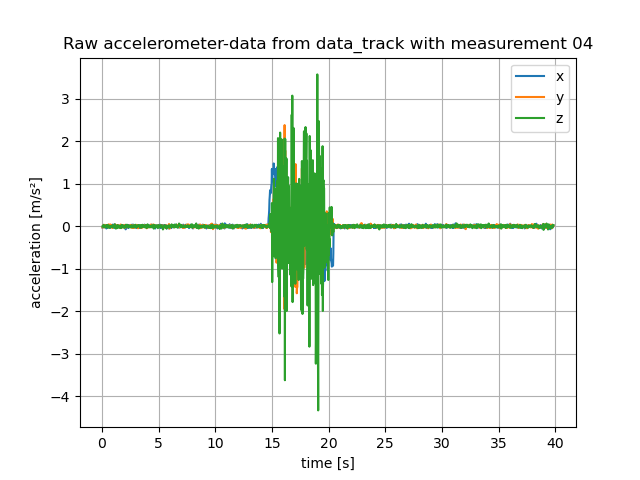 Raw accelerometer-data from data_track with measurement 04
x
y
z
3
2
1
0
−1
−2
−3
−4
acceleration [m/s²]
0 5 10 15 20 25 30 35 40
time [s]